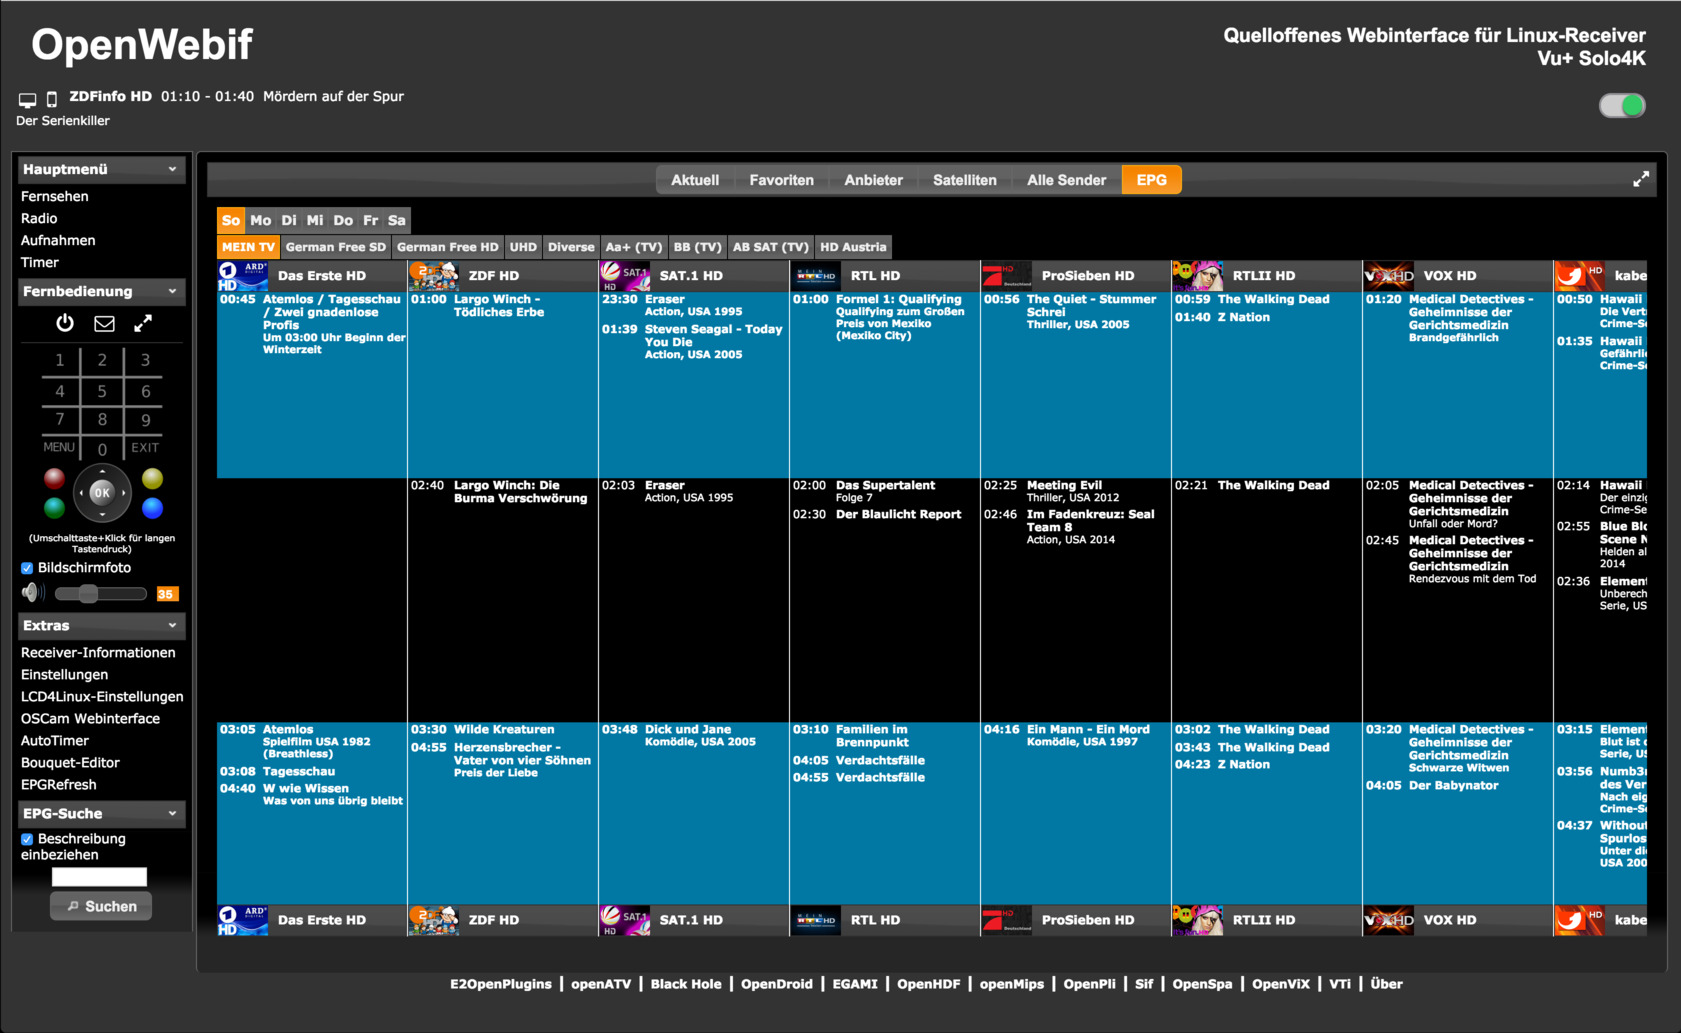 OpenWebif
Quelloffenes Webinterface für Linux-Receiver
Vu+ Solo4K
ZDFinfo HD 01:10 - 01:40 Mördern auf der Spur
Der Serienkiller
Hauptmenü
Fernsehen
Radio
Aufnahmen
Timer
Fernbedienung
1 2 3
4 5 6
7 8 9
MENU 0 EXIT
OK
(Umschalttaste+Klick für langen
Tastendruck)
Bildschirmfoto
35
Extras
Receiver-Informationen
Einstellungen
LCD4Linux-Einstellungen
OSCam Webinterface
AutoTimer
Bouquet-Editor
EPGRefresh
EPG-Suche
Beschreibung
einbeziehen
Suchen
Aktuell Favoriten Anbieter Satelliten Alle Sender EPG
So Mo Di Mi Do Fr Sa
MEIN TV German Free SD German Free HD UHD Diverse Aa+ (TV) BB (TV) AB SAT (TV) HD Austria
Das Erste HD ZDF HD SAT.1 HD RTL HD ProSieben HD RTLII HD VOX HD kabe
00:45 Atemlos / Tagesschau
/ Zwei gnadenlose
Profis
Um 03:00 Uhr Beginn der
Winterzeit
01:00 Largo Winch -
Tödliches Erbe
23:30 Eraser
Action, USA 1995
01:39 Steven Seagal - Today
You Die
Action, USA 2005
01:00 Formel 1: Qualifying
Qualifying zum Großen
Preis von Mexiko
(Mexiko City)
00:56 The Quiet - Stummer
Schrei
Thriller, USA 2005
00:59 The Walking Dead
01:40 Z Nation
01:20 Medical Detectives -
Geheimnisse der
Gerichtsmedizin
Brandgefährlich
00:50 Hawaii
Die Vert
Crime-Se
01:35 Hawaii
Gefährlic
Crime-Se
02:40 Largo Winch: Die
Burma Verschwörung
02:03 Eraser
Action, USA 1995
02:00 Das Supertalent
Folge 7
02:30 Der Blaulicht Report
02:25 Meeting Evil
Thriller, USA 2012
02:46 Im Fadenkreuz: Seal
Team 8
Action, USA 2014
02:21 The Walking Dead
02:05 Medical Detectives -
Geheimnisse der
Gerichtsmedizin
Unfall oder Mord?
02:45 Medical Detectives -
Geheimnisse der
Gerichtsmedizin
Rendezvous mit dem Tod
02:14 Hawaii
Der einzig
Crime-Se
02:55 Blue Blo
Scene N
Helden al
2014
02:36 Element
Unberech
Serie, US
03:05 Atemlos
Spielfilm USA 1982
(Breathless)
03:08 Tagesschau
04:40 W wie Wissen
Was von uns übrig bleibt
03:30 Wilde Kreaturen
04:55 Herzensbrecher -
Vater von vier Söhnen
Preis der Liebe
03:48 Dick und Jane
Komödie, USA 2005
03:10 Familien im
Brennpunkt
04:05 Verdachtsfälle
04:55 Verdachtsfälle
04:16 Ein Mann - Ein Mord
Komödie, USA 1997
03:02 The Walking Dead
03:43 The Walking Dead
04:23 Z Nation
03:20 Medical Detectives -
Geheimnisse der
Gerichtsmedizin
Schwarze Witwen
04:05 Der Babynator
03:15 Element
Blut ist d
Serie, US
03:56 Numb3r
des Ver
Nach eig
Crime-Se
04:37 Without
Spurlos
Unter die
USA 200
Das Erste HD ZDF HD SAT.1 HD RTL HD ProSieben HD RTLII HD VOX HD kabe
E2OpenPlugins | openATV | Black Hole | OpenDroid | EGAMI | OpenHDF | openMips | OpenPli | Sif | OpenSpa | OpenViX | VTi | Über